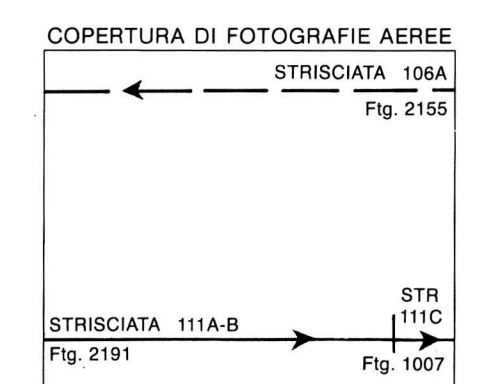 COPERTURA DI FOTOGRAFIE AEREE
STRISCIATA 106A
Ftg. 2155
STR
111C
STRISCIATA 111A-B
Ftg. 2191
Ftg. 1007